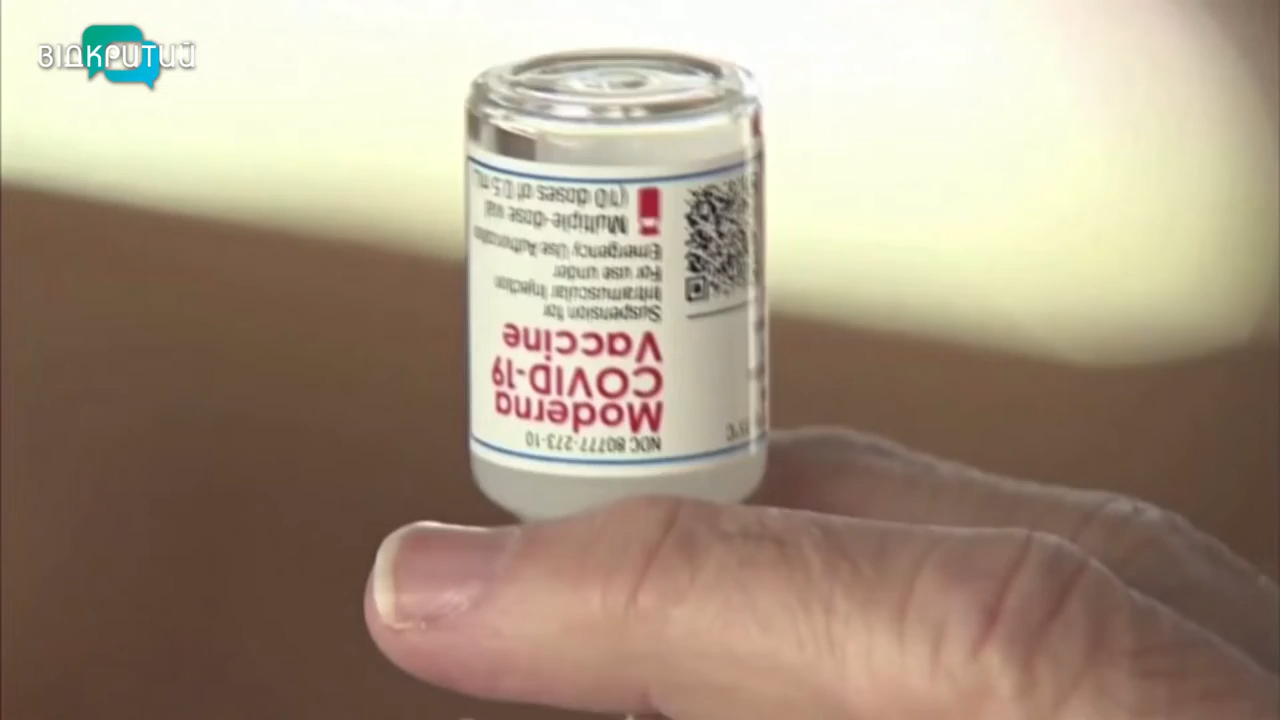 ВІДКРИТИЙ
NDC 80777-273-10
Moderna
COVID-19
Vaccine
Suspension for
Intramuscular Injection
For use under
Emergency Use Authorization
Multiple-dose vial
(10 doses of 0.5 mL
15°C